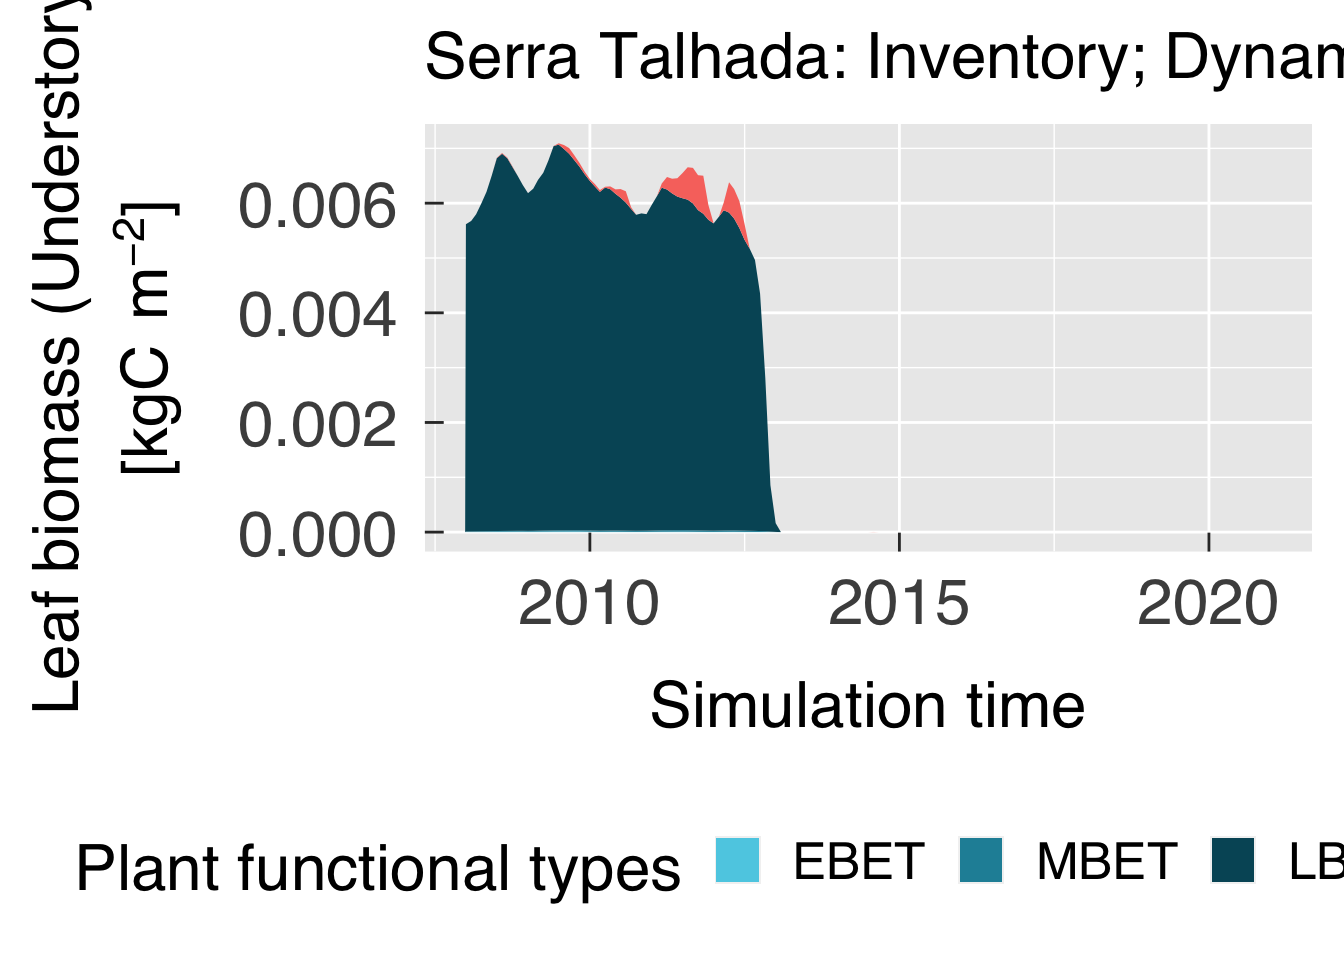 Serra Talhada: Inventory; Dynam
Leaf biomass (Understory
[kgC m⁻²]
0.006
0.004
0.002
0.000
2010 2015 2020
Simulation time
Plant functional types EBET MBET LB